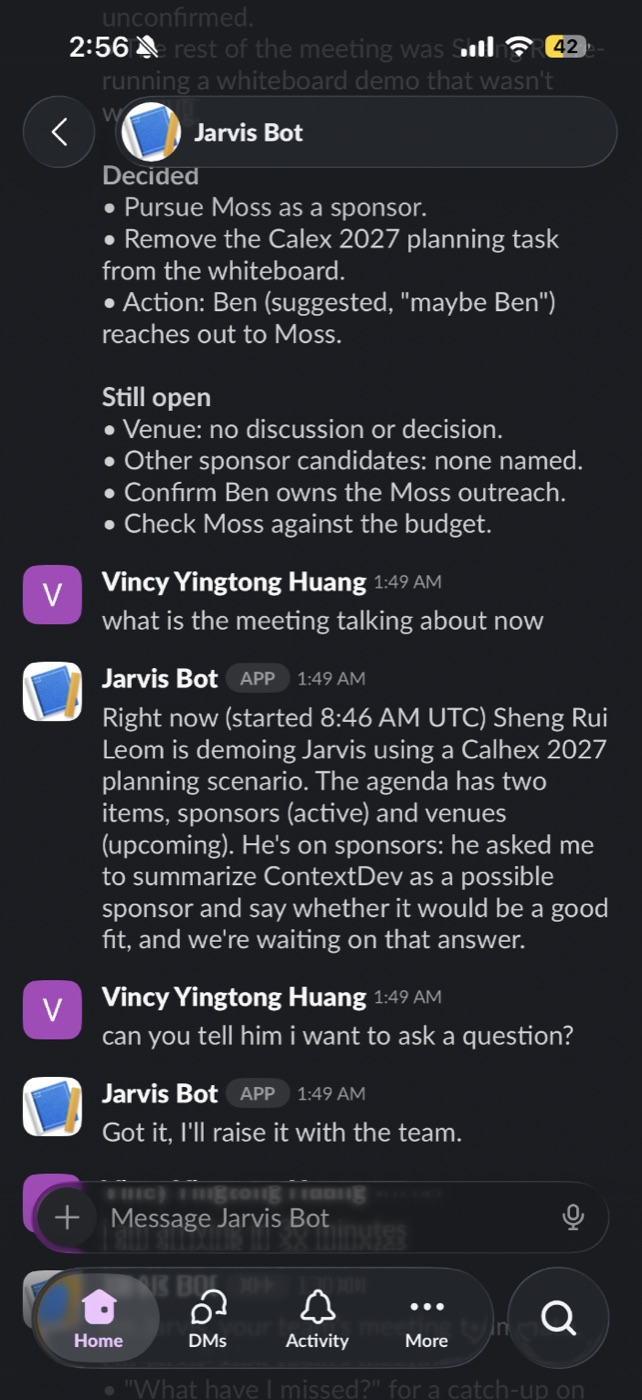 unconfirmed.
2:56
42
rest of the meeting was
running a whiteboard demo that wasn't
Jarvis Bot
Decided
• Pursue Moss as a sponsor.
• Remove the Calex 2027 planning task
from the whiteboard.
• Action: Ben (suggested, "maybe Ben")
reaches out to Moss.
Still open
• Venue: no discussion or decision.
• Other sponsor candidates: none named.
• Confirm Ben owns the Moss outreach.
• Check Moss against the budget.
V
Vincy Yingtong Huang 1:49 AM
what is the meeting talking about now
Jarvis Bot APP 1:49 AM
Right now (started 8:46 AM UTC) Sheng Rui
Leom is demoing Jarvis using a Calhex 2027
planning scenario. The agenda has two
items, sponsors (active) and venues
(upcoming). He's on sponsors: he asked me
to summarize ContextDev as a possible
sponsor and say whether it would be a good
fit, and we're waiting on that answer.
V
Vincy Yingtong Huang 1:49 AM
can you tell him i want to ask a question?
Jarvis Bot APP 1:49 AM
Got it, I'll raise it with the team.
Message Jarvis Bot
Home
DMs
Activity
More
• "What have I missed?" for a catch-up on